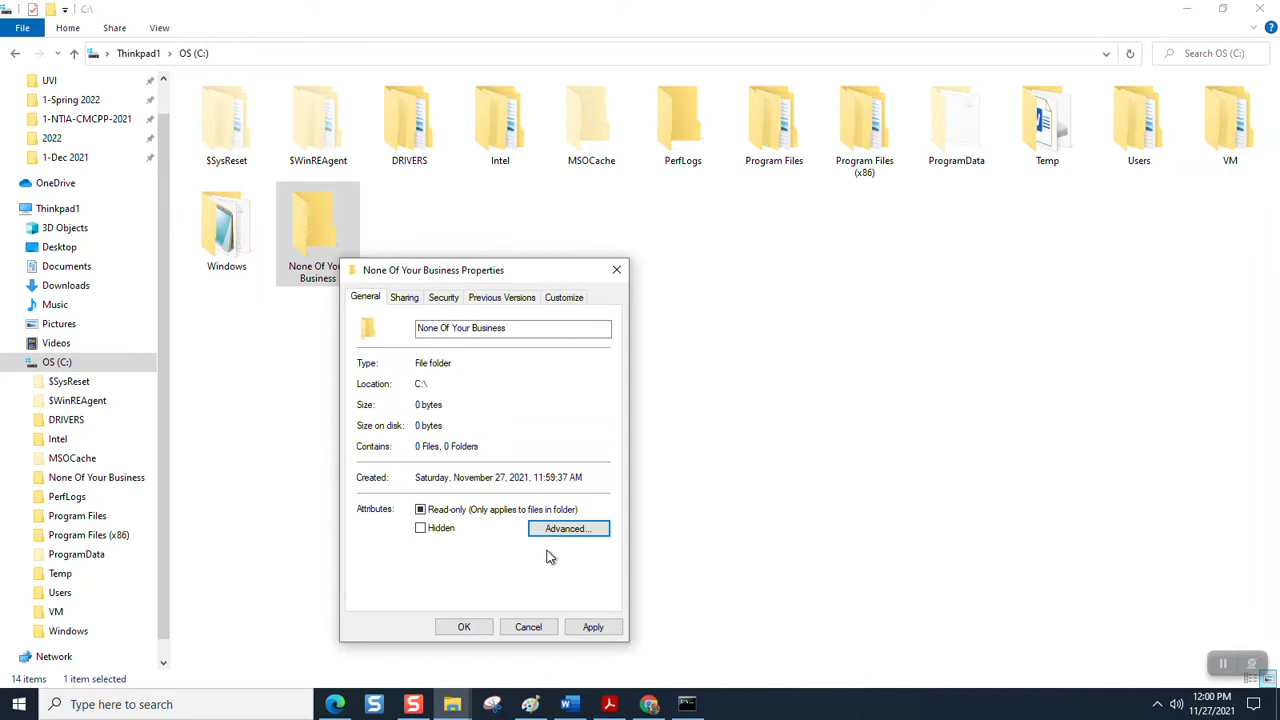 C:\
File
Home
Share
View
Thinkpad1
OS (C:)
Search OS (C:)
UVI
1-Spring 2022
1-NTIA-CMCPP-2021
2022
1-Dec 2021
OneDrive
Thinkpad1
3D Objects
Desktop
Documents
Downloads
Music
Pictures
Videos
OS (C:)
$SysReset
$WinREAgent
DRIVERS
Intel
MSOCache
None Of Your Business
PerfLogs
Program Files
Program Files (x86)
ProgramData
Temp
Users
VM
Windows
Network
$SysReset
$WinREAgent
DRIVERS
Intel
MSOCache
PerfLogs
Program Files
Program Files
(x86)
ProgramData
Temp
Users
VM
Windows
None Of You
Business
None Of Your Business Properties
General
Sharing
Security
Previous Versions
Customize
None Of Your Business
Type: File folder
Location: C:\
Size: 0 bytes
Size on disk: 0 bytes
Contains: 0 Files, 0 Folders
Created: Saturday, November 27, 2021, 11:59:37 AM
Attributes: Read-only (Only applies to files in folder)
Hidden
Advanced...
OK
Cancel
Apply
14 items
1 item selected
Type here to search
12:00 PM
11/27/2021